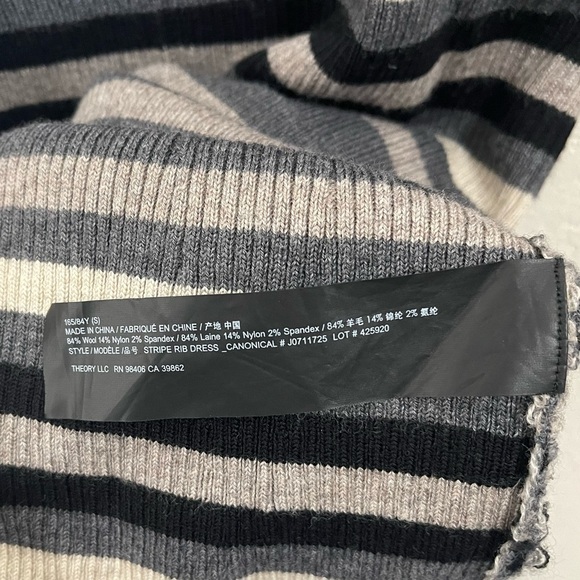 165/84Y (S)
MADE IN CHINA / FABRIQUÉ EN CHINE / 产地 中国
84% Wool 14% Nylon 2% Spandex / 84% Laine 14% Nylon 2% Spandex / 84% 羊毛 14% 锦纶 2% 氨纶
STYLE / MODÈLE / 品号 STRIPE RIB DRESS _CANONICAL # J0711725 LOT # 425920
THEORY LLC RN 98406 CA 39862